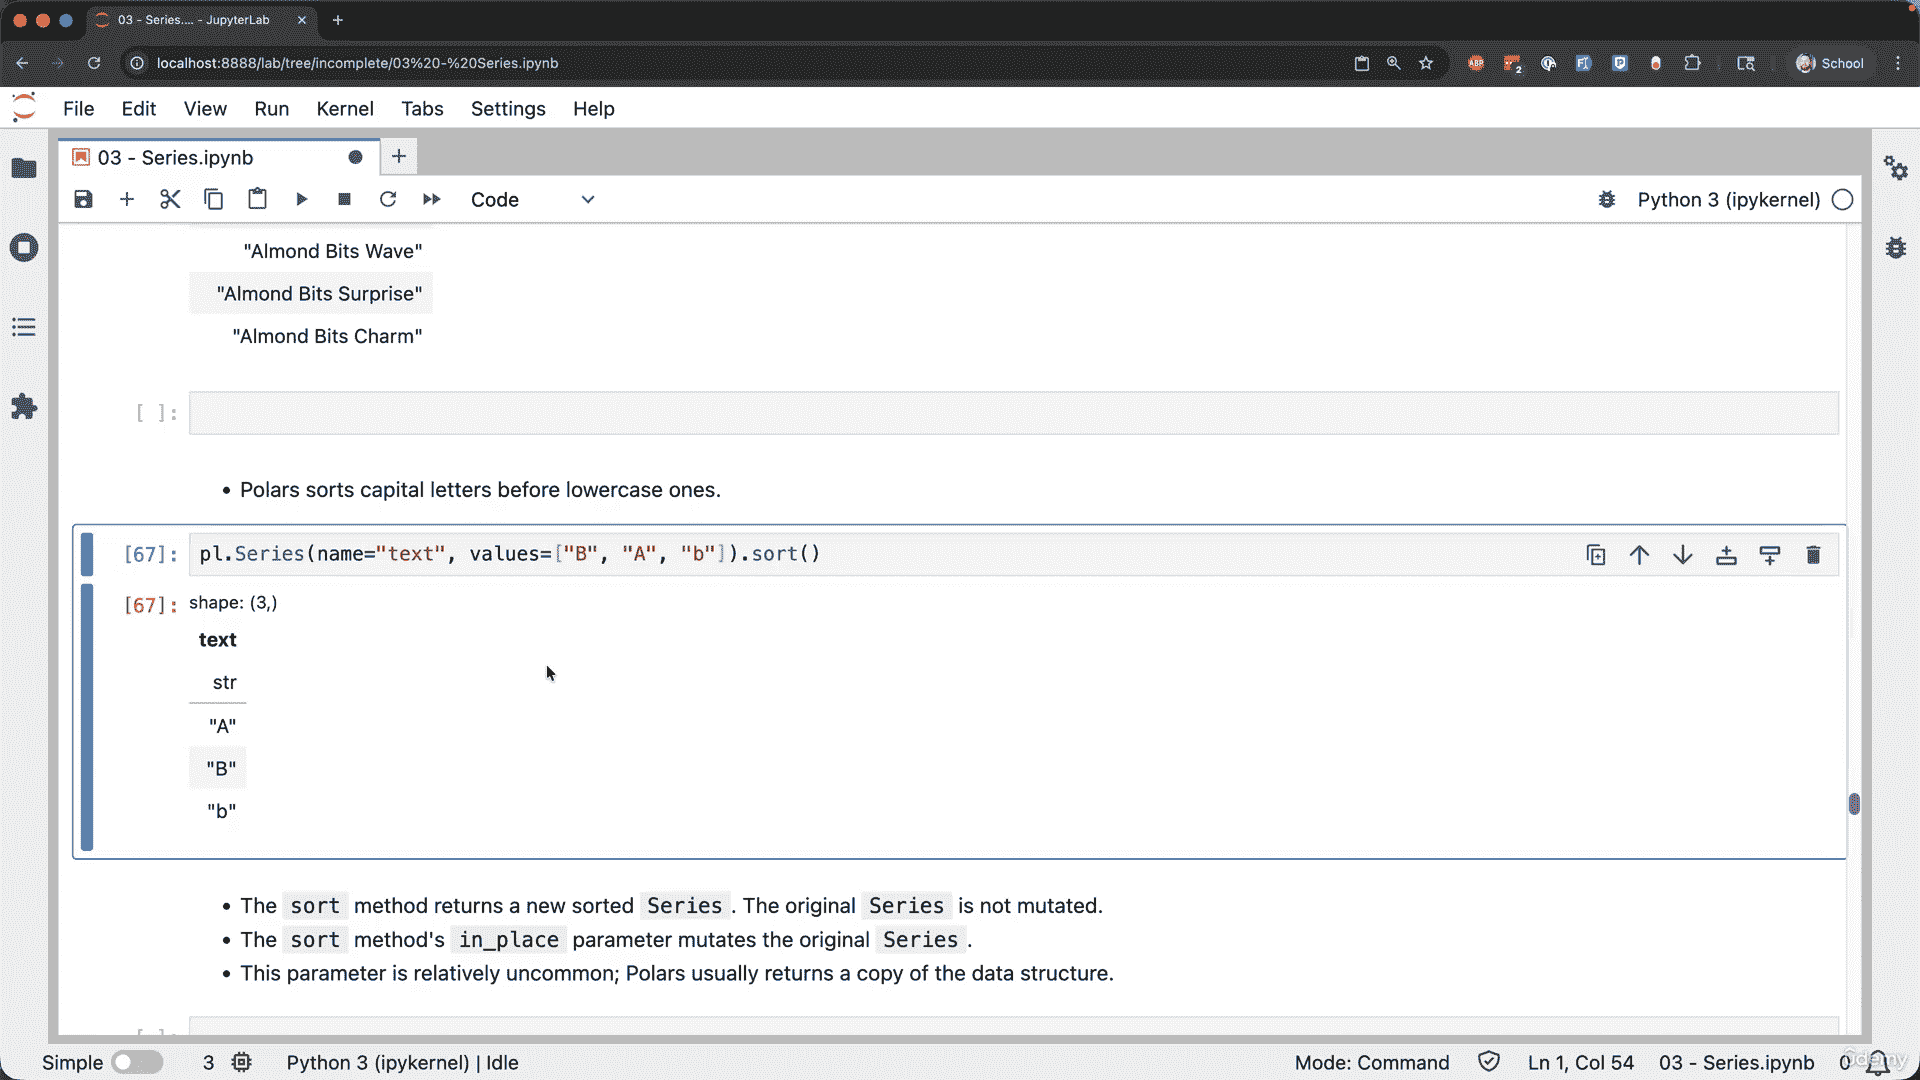 03 - Series.... - JupyterLab
localhost:8888/lab/tree/incomplete/03%20-%20Series.ipynb
ABP
2
School
File Edit View Run Kernel Tabs Settings Help
03 - Series.ipynb
Code
Python 3 (ipykernel)
"Almond Bits Wave"
"Almond Bits Surprise"
"Almond Bits Charm"
[ ]:
• Polars sorts capital letters before lowercase ones.
[67]: pl.Series(name="text", values=["B", "A", "b"]).sort()
[67]: shape: (3,)
text
str
"A"
"B"
"b"
• The sort method returns a new sorted Series. The original Series is not mutated.
• The sort method's in_place parameter mutates the original Series.
• This parameter is relatively uncommon; Polars usually returns a copy of the data structure.
[ ]:
Simple 3 Python 3 (ipykernel) | Idle Mode: Command Ln 1, Col 54 03 - Series.ipynb 0
Udemy